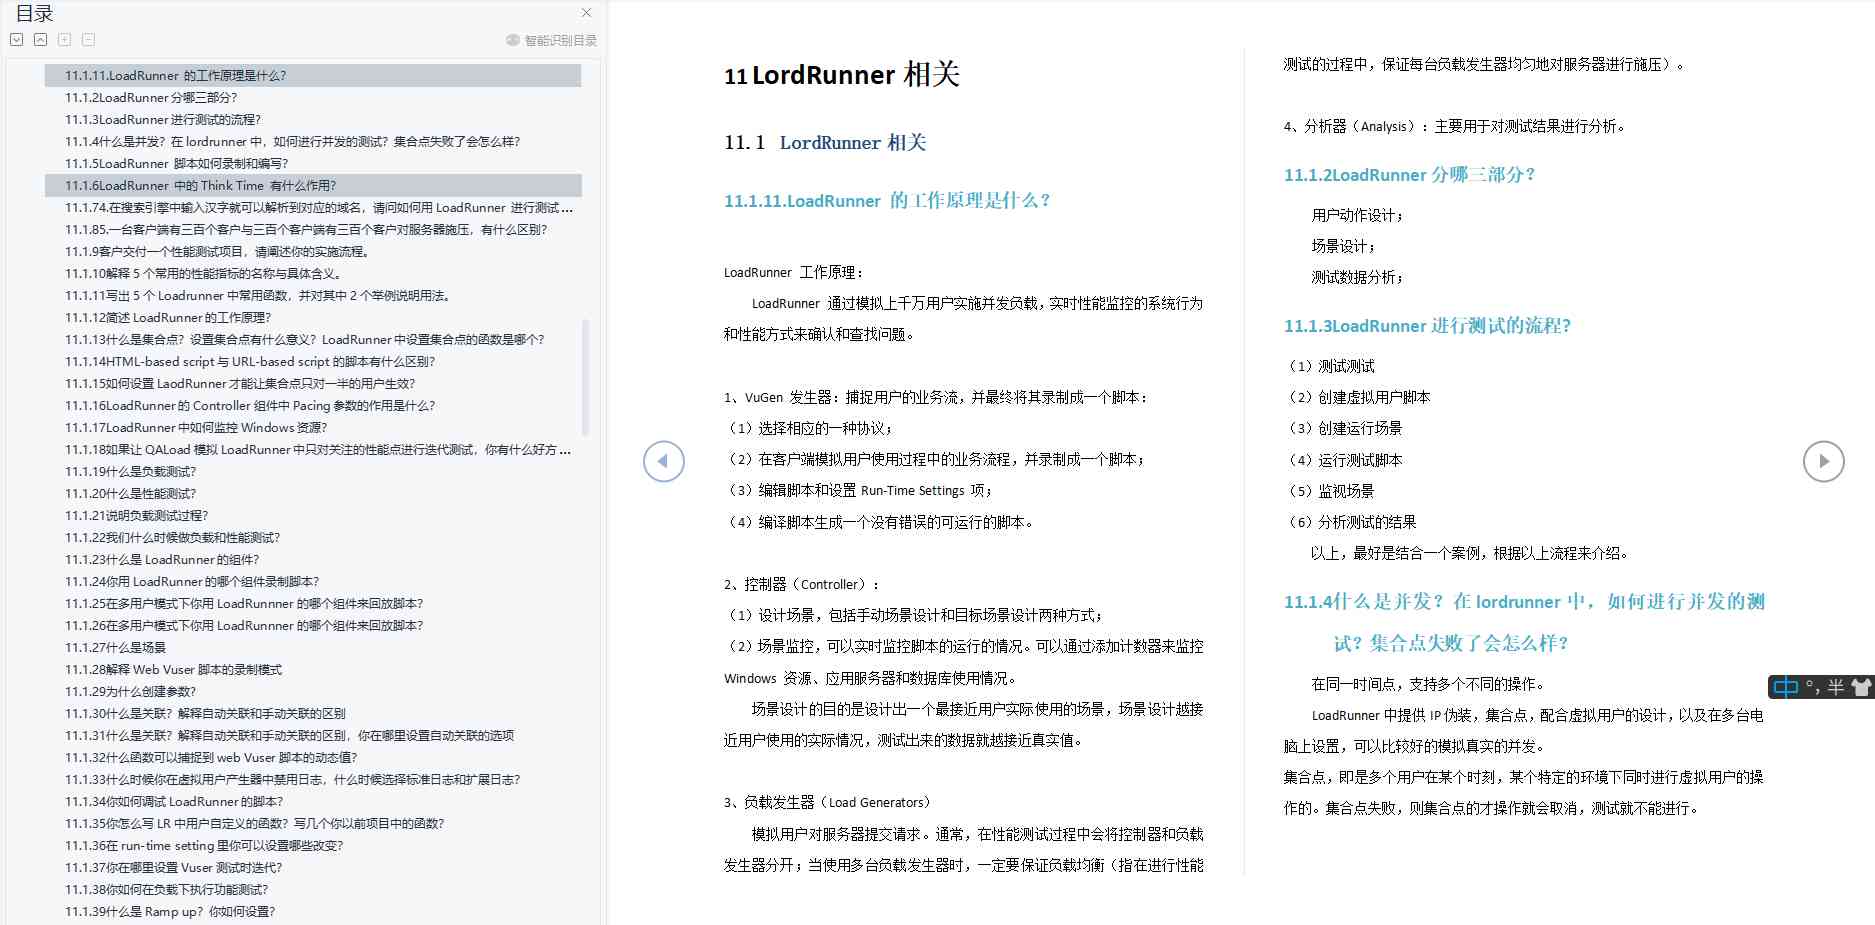 目录
智能识别目录
11.1.11.LoadRunner 的工作原理是什么?
11.1.2LoadRunner分哪三部分?
11.1.3LoadRunner进行测试的流程?
11.1.4什么是并发? 在 lordrunner 中，如何进行并发的测试? 集合点失败了会怎么样?
11.1.5LoadRunner 脚本如何录制和编写?
11.1.6LoadRunner 中的 Think Time 有什么作用?
11.1.74.在搜索引擎中输入汉字就可以解析到对应的域名，请问如何用 LoadRunner 进行测试 ...
11.1.85.一台客户端有三百个客户与三百个客户端有三百个客户对服务器施压，有什么区别?
11.1.9客户交付一个性能测试项目，请阐述你的实施流程。
11.1.10解释 5 个常用的性能指标的名称与具体含义。
11.1.11写出 5 个 Loadrunner 中常用函数，并对其中 2 个举例说明用法。
11.1.12简述 LoadRunner 的工作原理?
11.1.13什么是集合点? 设置集合点有什么意义? LoadRunner 中设置集合点的函数是哪个?
11.1.14HTML-based script 与 URL-based script 的脚本有什么区别?
11.1.15如何设置 LaodRunner 才能让集合点只对一半的用户生效?
11.1.16LoadRunner 的 Controller 组件中 Pacing 参数的作用是什么?
11.1.17LoadRunner 中如何监控 Windows 资源?
11.1.18如果让 QALoad 模拟 LoadRunner 中只对关注的性能点进行迭代测试，你有什么好方 ...
11.1.19什么是负载测试?
11.1.20什么是性能测试?
11.1.21说明负载测试过程?
11.1.22我们什么时候做负载和性能测试?
11.1.23什么是 LoadRunner 的组件?
11.1.24你用 LoadRunner 的哪个组件录制脚本?
11.1.25在多用户模式下你用 LoadRunnner 的哪个组件来回放脚本?
11.1.26在多用户模式下你用 LoadRunnner 的哪个组件来回放脚本?
11.1.27什么是场景
11.1.28解释 Web Vuser 脚本的录制模式
11.1.29为什么创建参数?
11.1.30什么是关联? 解释自动关联和手动关联的区别
11.1.31什么是关联? 解释自动关联和手动关联的区别，你在哪里设置自动关联的选项
11.1.32什么函数可以捕捉到 web Vuser 脚本的动态值?
11.1.33什么时候你在虚拟用户产生器中禁用日志，什么时候选择标准日志和扩展日志?
11.1.34你如何调试 LoadRunner 的脚本?
11.1.35你怎么写 LR 中用户自定义的函数? 写几个你以前项目中的函数?
11.1.36在 run-time setting 里你可以设置哪些改变?
11.1.37你在哪里设置 Vuser 测试时迭代?
11.1.38你如何在负载下执行功能测试?
11.1.39什么是 Ramp up? 你如何设置?
11 LordRunner 相关
11.1 LordRunner 相关
11.1.11.LoadRunner 的工作原理是什么?
LoadRunner 工作原理：
LoadRunner 通过模拟上千万用户实施并发负载，实时性能监控的系统行为
和性能方式来确认和查找问题。
1、VuGen 发生器：捕捉用户的业务流，并最终将其录制成一个脚本：
（1）选择相应的一种协议；
（2）在客户端模拟用户使用过程中的业务流程，并录制成一个脚本；
（3）编辑脚本和设置 Run-Time Settings 项；
（4）编译脚本生成一个没有错误的可运行的脚本。
2、控制器（Controller）：
（1）设计场景，包括手动场景设计和目标场景设计两种方式；
（2）场景监控，可以实时监控脚本的运行的情况。可以通过添加计数器来监控
Windows 资源、应用服务器和数据库使用情况。
场景设计的目的是设计出一个最接近用户实际使用的场景，场景设计越接
近用户使用的实际情况，测试出来的数据就越接近真实值。
3、负载发生器（Load Generators）
模拟用户对服务器提交请求。通常，在性能测试过程中会将控制器和负载
发生器分开；当使用多台负载发生器时，一定要保证负载均衡（指在进行性能
测试的过程中，保证每台负载发生器均匀地对服务器进行施压）。
4、分析器（Analysis）：主要用于对测试结果进行分析。
11.1.2LoadRunner 分哪三部分?
用户动作设计；
场景设计；
测试数据分析；
11.1.3LoadRunner 进行测试的流程?
（1）测试测试
（2）创建虚拟用户脚本
（3）创建运行场景
（4）运行测试脚本
（5）监视场景
（6）分析测试的结果
以上，最好是结合一个案例，根据以上流程来介绍。
11.1.4什么是并发? 在 lordrunner 中，如何进行并发的测
试? 集合点失败了会怎么样?
在同一时间点，支持多个不同的操作。
LoadRunner 中提供 IP 伪装，集合点，配合虚拟用户的设计，以及在多台电
脑上设置，可以比较好的模拟真实的并发。
集合点，即是多个用户在某个时刻，某个特定的环境下同时进行虚拟用户的操
作的。集合点失败，则集合点的才操作就会取消，测试就不能进行。
中 °, 半